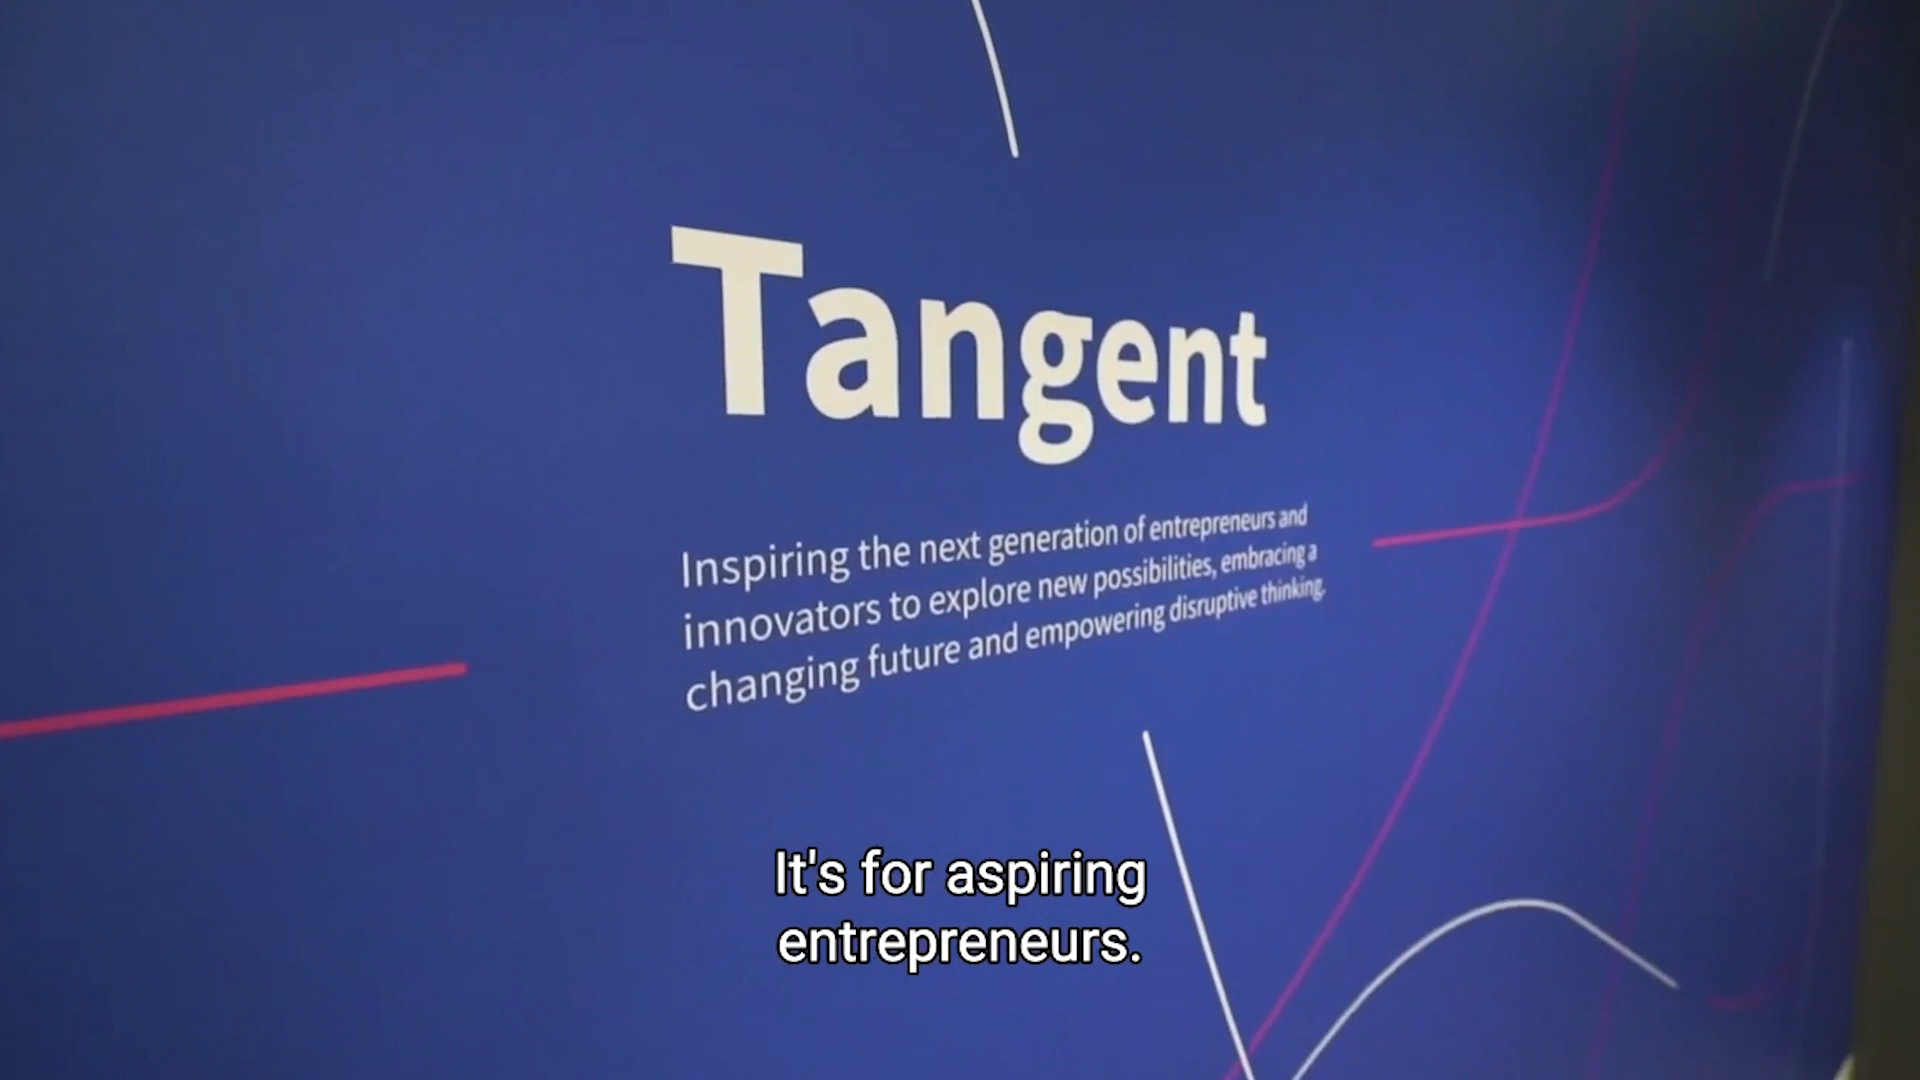 Tangent
Inspiring the next generation of entrepreneurs and
innovators to explore new possibilities, embracing a
changing future and empowering disruptive thinking.
It's for aspiring
entrepreneurs.